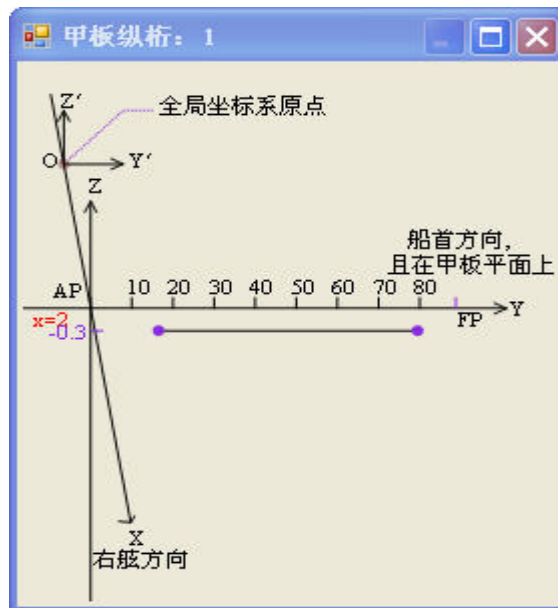 甲板纵桁：1
Z′
全局坐标系原点
O
Y′
Z
船首方向，
且在甲板平面上
AP
10 20 30 40 50 60 70 80
Y
x=2
FP
-0.3
X
右舷方向